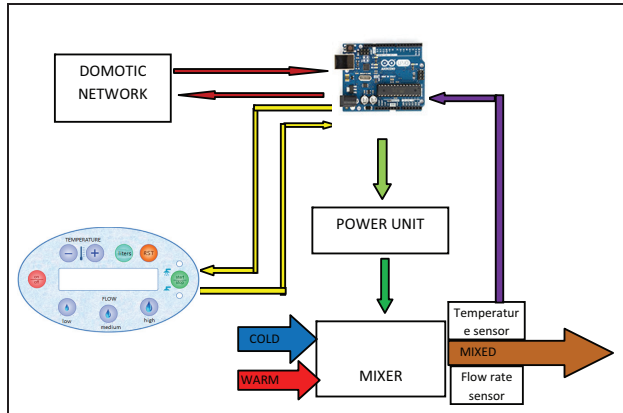 DOMOTIC
NETWORK
ARDUINO
POWER UNIT
TEMPERATURE
liters
RST
FLOW
low
medium
high
COLD
WARM
MIXER
Temperatur
e sensor
MIXED
Flow rate
sensor